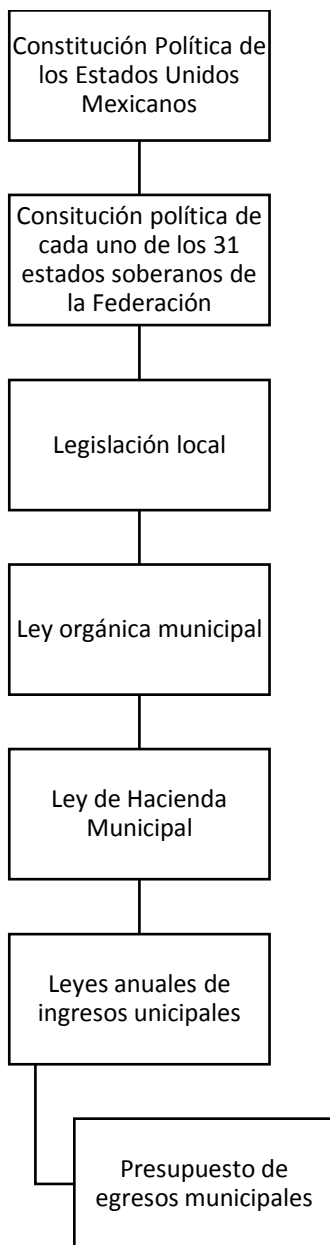 Constitución Política de
los Estados Unidos
Mexicanos
Consitución política de
cada uno de los 31
estados soberanos de
la Federación
Legislación local
Ley orgánica municipal
Ley de Hacienda
Municipal
Leyes anuales de
ingresos unicipales
Presupuesto de
egresos municipales